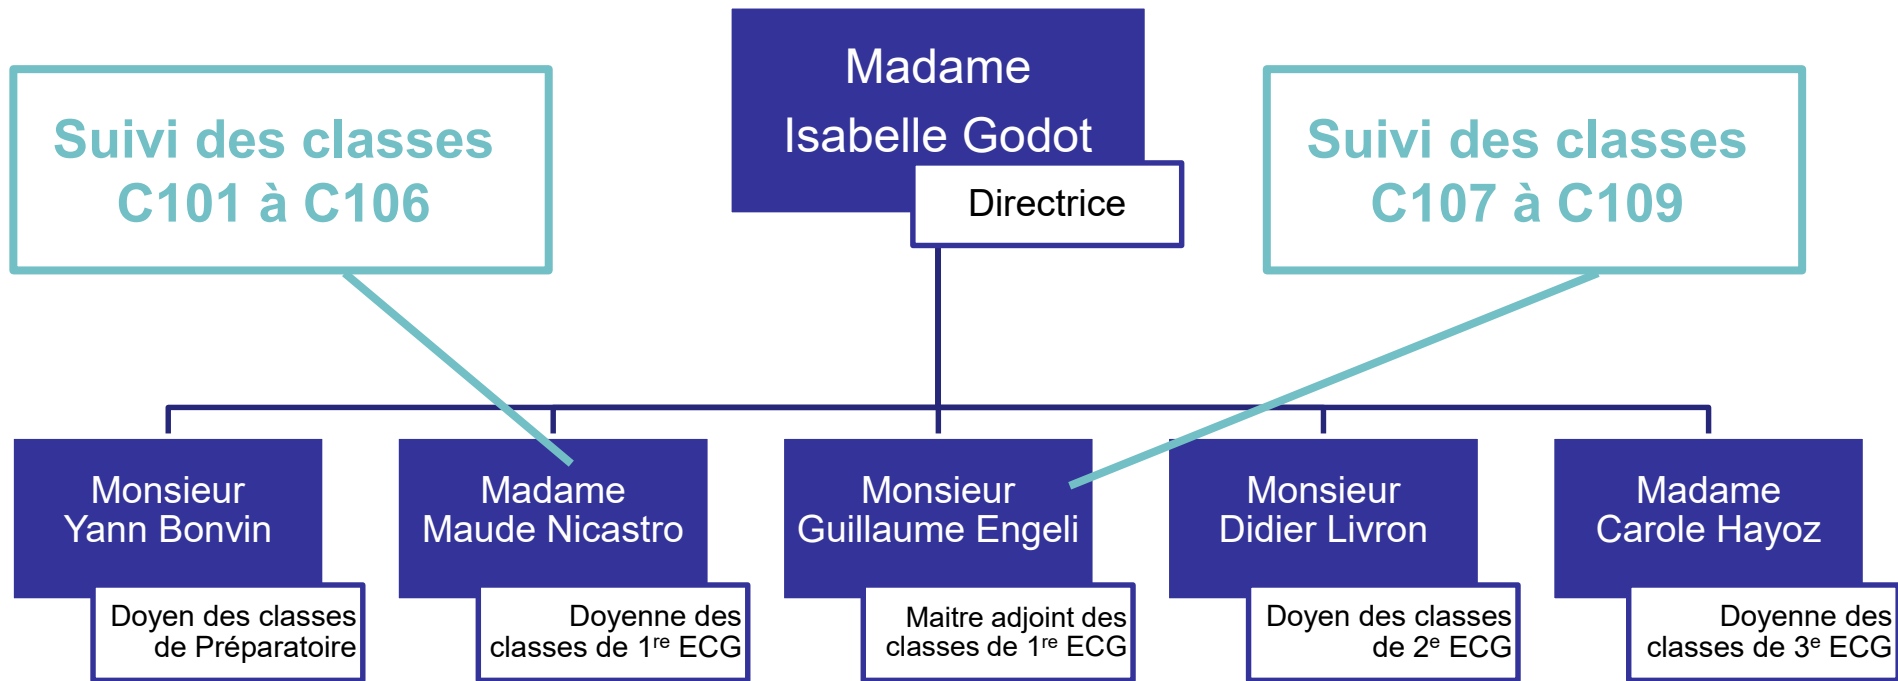 Suivi des classes
C101 à C106
Madame
Isabelle Godot
Directrice
Suivi des classes
C107 à C109
Monsieur
Yann Bonvin
Doyen des classes
de Préparatoire
Madame
Maude Nicastro
Doyenne des
classes de 1re ECG
Monsieur
Guillaume Engeli
Maitre adjoint des
classes de 1re ECG
Monsieur
Didier Livron
Doyen des classes
de 2e ECG
Madame
Carole Hayoz
Doyenne des
classes de 3e ECG